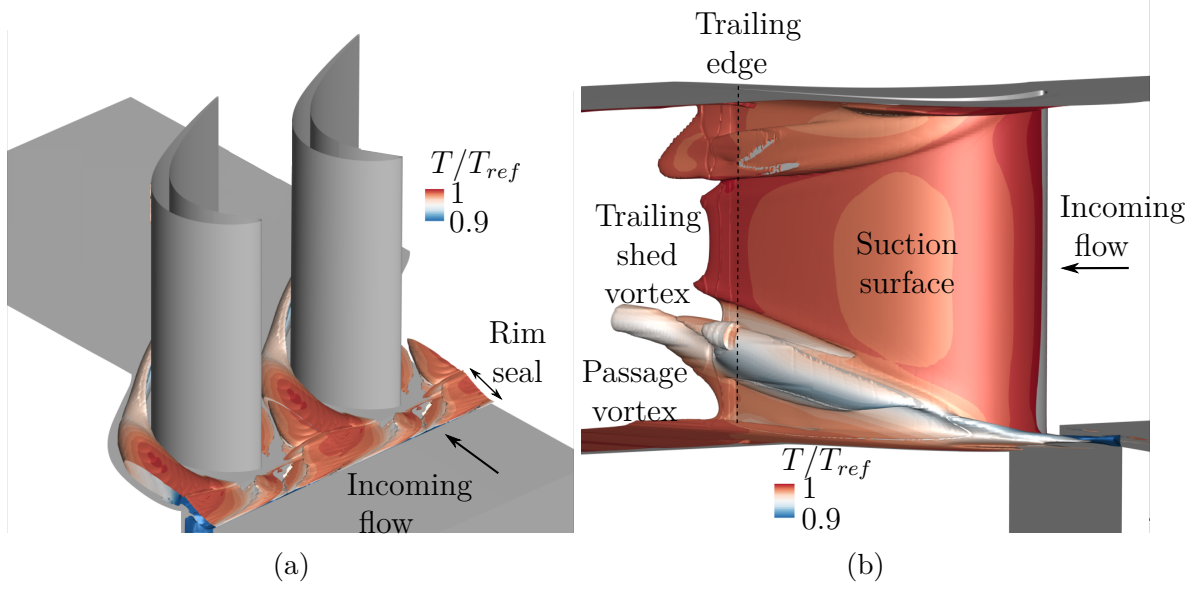 T/T_ref
1
0.9
Rim
seal
Incoming
flow
(a)
Trailing
edge
Trailing
shed
vortex
Passage
vortex
Suction
surface
Incoming
flow
T/T_ref
1
0.9
(b)